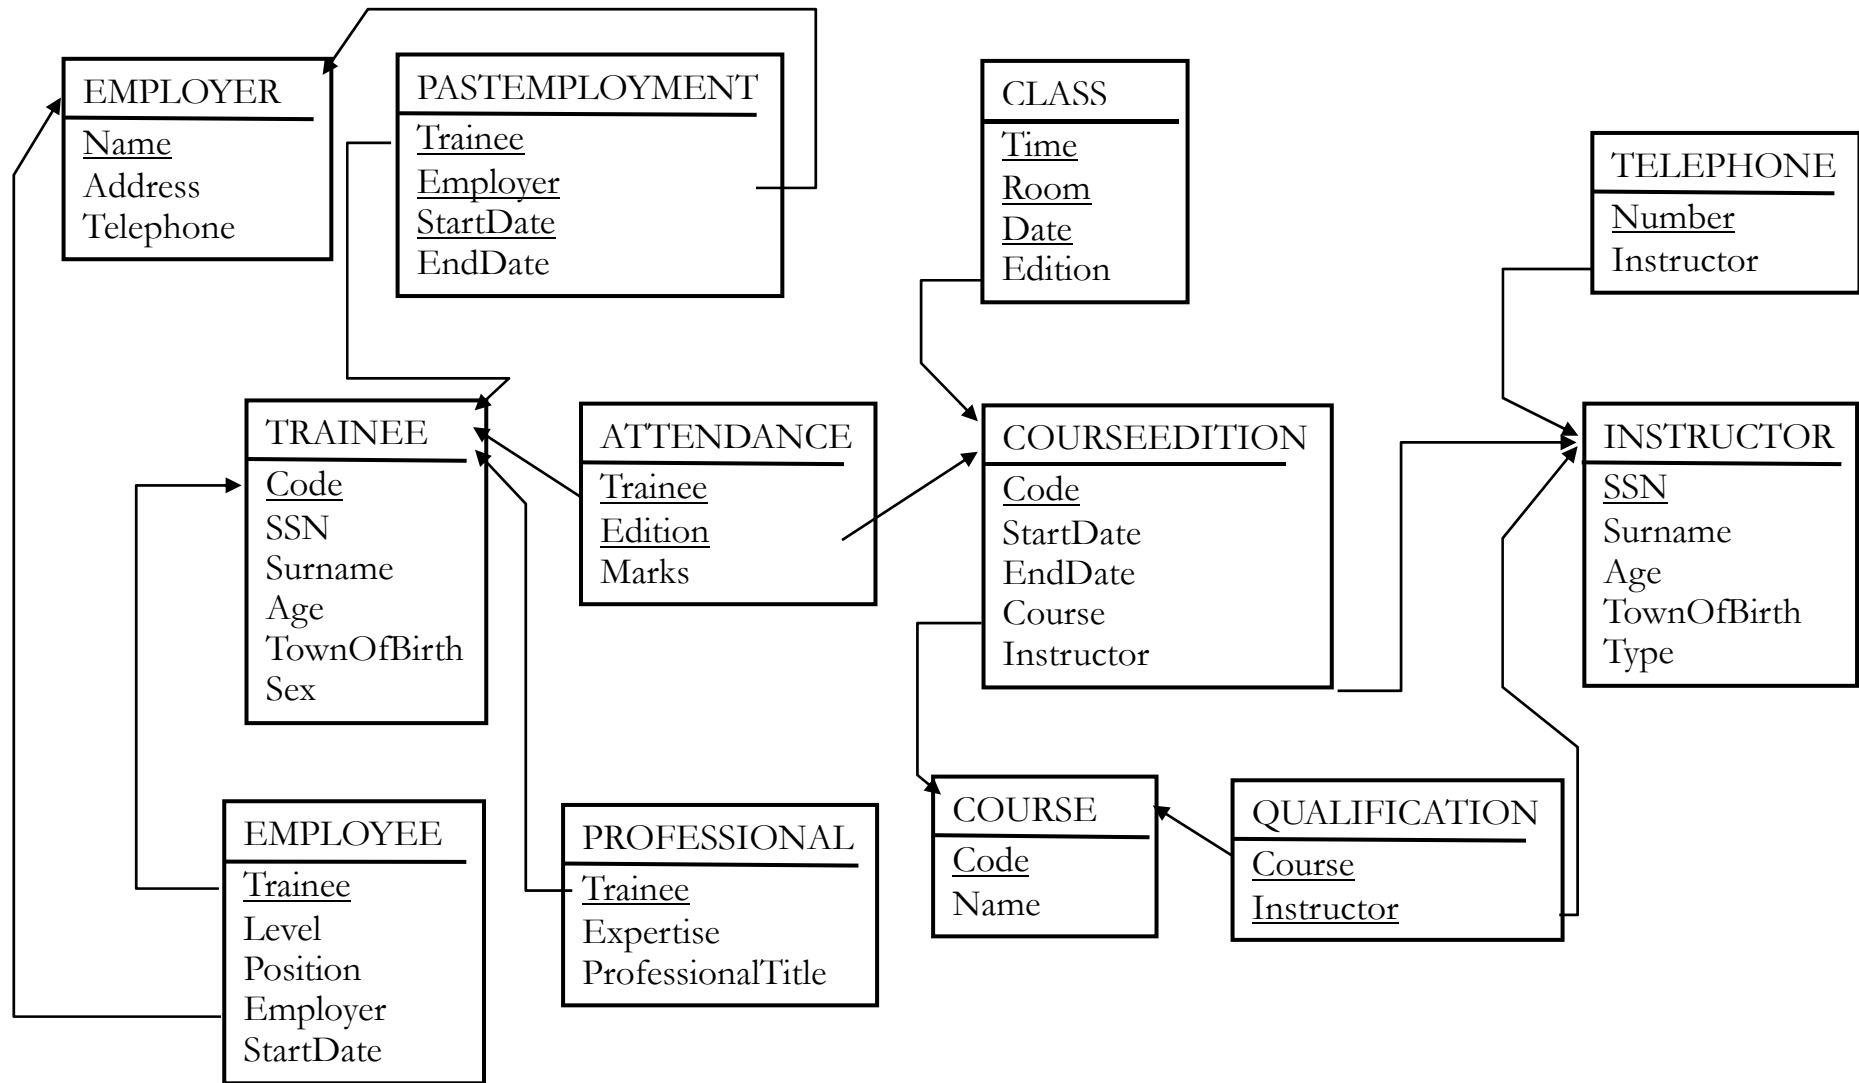 EMPLOYER
Name
Address
Telephone
PASTEMPLOYMENT
Trainee
Employer
StartDate
EndDate
CLASS
Time
Room
Date
Edition
TELEPHONE
Number
Instructor
TRAINEE
Code
SSN
Surname
Age
TownOfBirth
Sex
ATTENDANCE
Trainee
Edition
Marks
COURSEEDITION
Code
StartDate
EndDate
Course
Instructor
INSTRUCTOR
SSN
Surname
Age
TownOfBirth
Type
EMPLOYEE
Trainee
Level
Position
Employer
StartDate
PROFESSIONAL
Trainee
Expertise
ProfessionalTitle
COURSE
Code
Name
QUALIFICATION
Course
Instructor